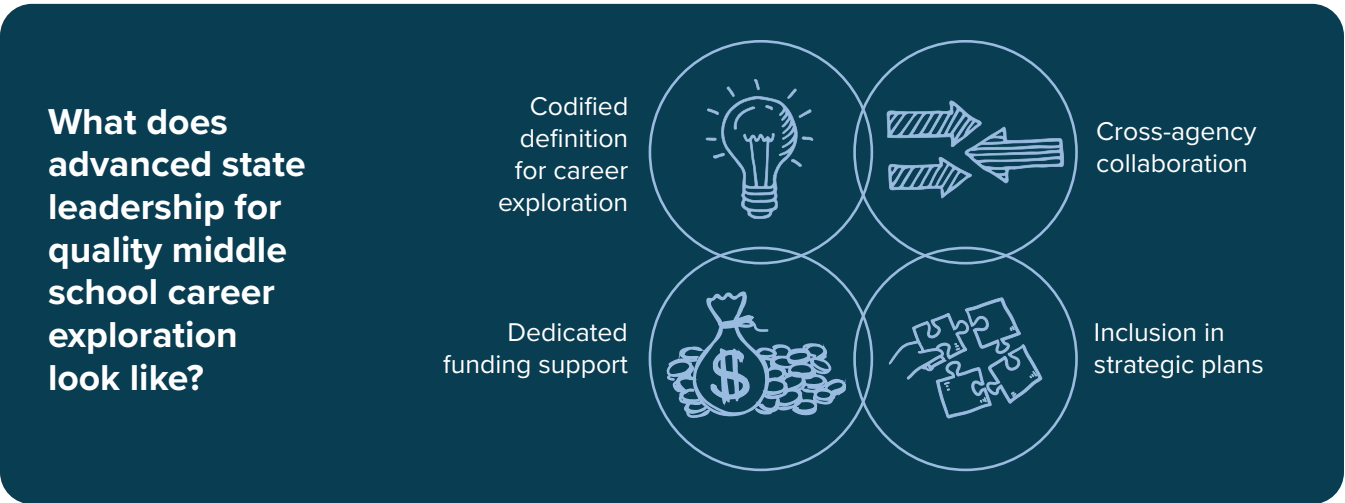 What does
advanced state
leadership for
quality middle
school career
exploration
look like?
Codified
definition
for career
exploration
Cross-agency
collaboration
Dedicated
funding support
$
Inclusion in
strategic plans